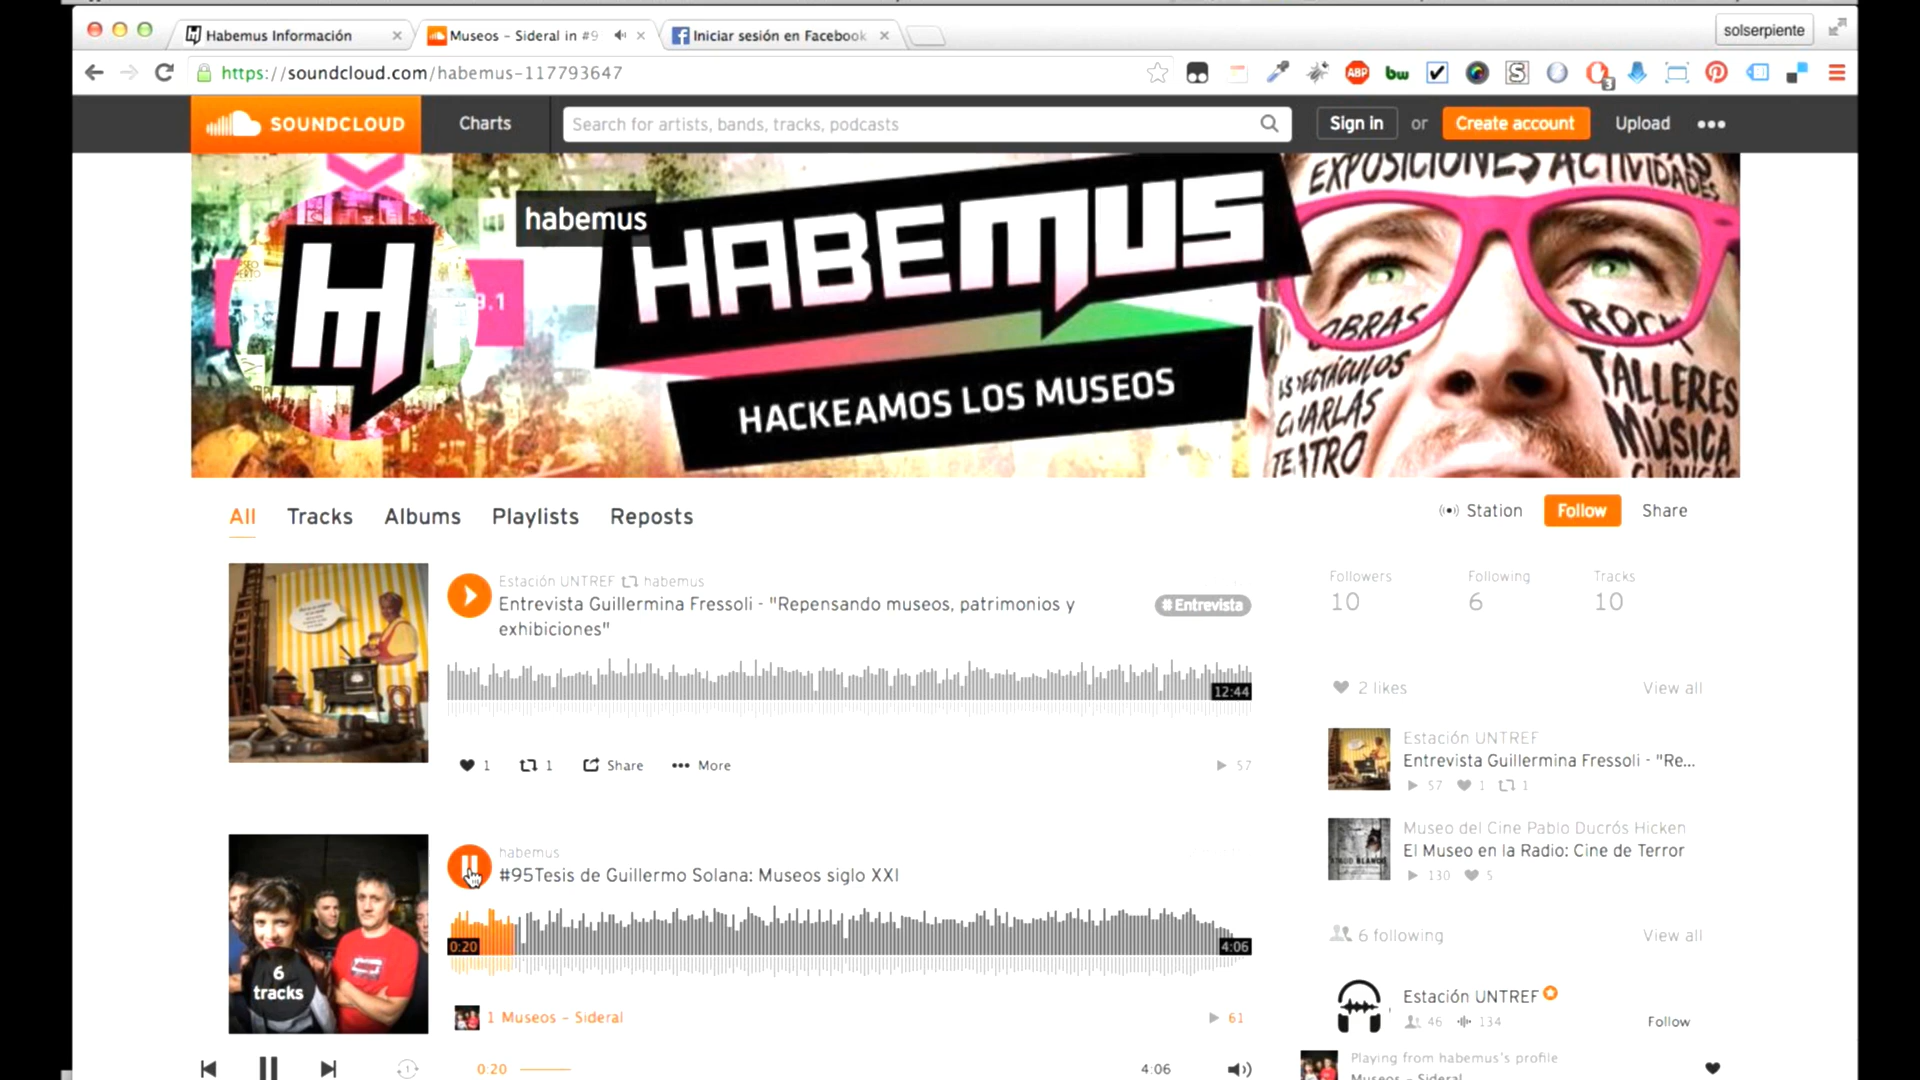 Habemus Información
Museos - Sideral in #9
Iniciar sesión en Facebook
solserpiente
https://soundcloud.com/habemus-117793647
ABP
bw
S
3
SOUNDCLOUD
Charts
Search for artists, bands, tracks, podcasts
Sign in
or
Create account
Upload
habemus
HABEMUS
HACKEAMOS LOS MUSEOS
EXPOSICIONES ACTIVIDADES
OBRAS
ROCK
ESPECTÁCULOS
CHARLAS
TEATRO
TALLERES
MÚSICA
CLÍNICAS
All
Tracks
Albums
Playlists
Reposts
Station
Follow
Share
Estación UNTREF habemus
Entrevista Guillermina Fressoli - "Repensando museos, patrimonios y
exhibiciones"
# Entrevista
12:44
1
1
Share
More
57
Followers
Following
Tracks
10
6
10
2 likes
View all
Estación UNTREF
Entrevista Guillermina Fressoli - "Re...
57 1 1
Museo del Cine Pablo Ducrós Hicken
El Museo en la Radio: Cine de Terror
130 5
6 following
View all
Estación UNTREF
46 134
Follow
habemus
#95Tesis de Guillermo Solana: Museos siglo XXI
0:20
4:06
6
tracks
1 Museos - Sideral
61
0:20
4:06
Playing from habemus's profile
Museos - Sideral